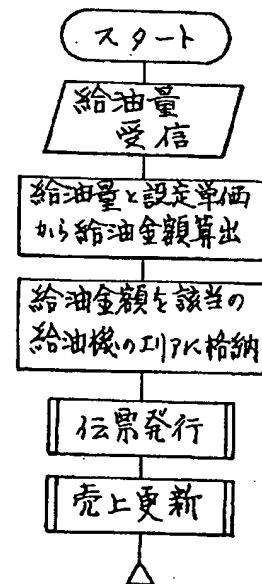 スタート
給油量
受信
給油量と設定単価
から給油金額算出
給油金額を該当の
給油機のエリアに格納
伝票発行
売上更新